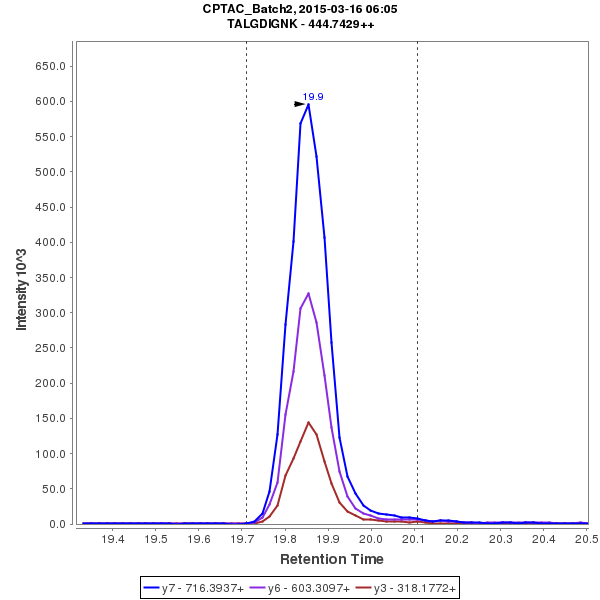 CPTAC_Batch2, 2015-03-16 06:05
TALGDIGNK - 444.7429++
650.0
600.0
550.0
500.0
450.0
400.0
350.0
300.0
250.0
200.0
150.0
100.0
50.0
0.0
Intensity 10^3
19.9
19.4 19.5 19.6 19.7 19.8 19.9 20.0 20.1 20.2 20.3 20.4 20.5
Retention Time
y7 - 716.3937+ y6 - 603.3097+ y3 - 318.1772+